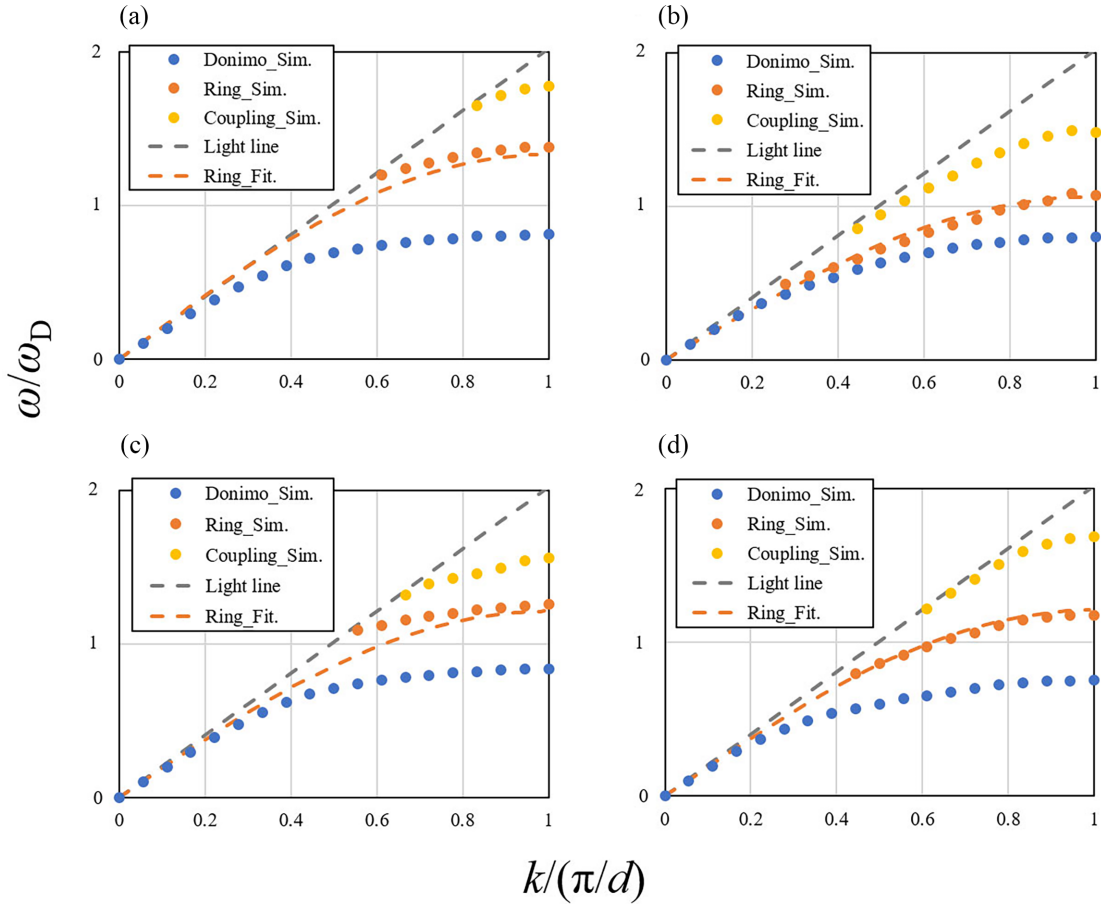 (a)
2
1
0
0 0.2 0.4 0.6 0.8 1
Donimo_Sim.
Ring_Sim.
Coupling_Sim.
Light line
Ring_Fit.
(b)
2
1
0
0 0.2 0.4 0.6 0.8 1
Donimo_Sim.
Ring_Sim.
Coupling_Sim.
Light line
Ring_Fit.
ω/ωD
(c)
2
1
0
0 0.2 0.4 0.6 0.8 1
Donimo_Sim.
Ring_Sim.
Coupling_Sim.
Light line
Ring_Fit.
(d)
2
1
0
0 0.2 0.4 0.6 0.8 1
Donimo_Sim.
Ring_Sim.
Coupling_Sim.
Light line
Ring_Fit.
k/(π/d)